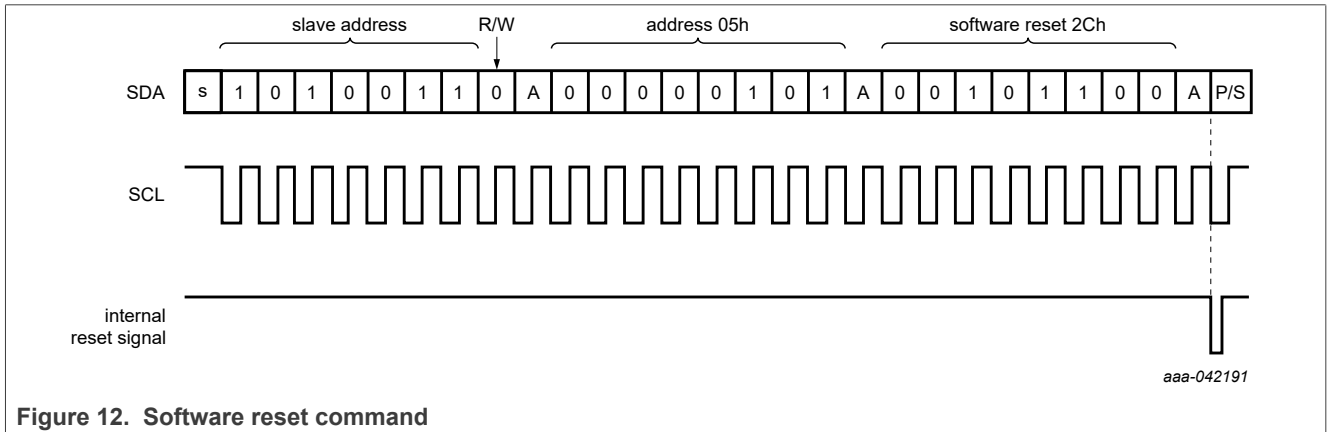 slave address R/W address 05h software reset 2Ch
SDA s 1 0 1 0 0 1 1 0 A 0 0 0 0 0 1 0 1 A 0 0 1 0 1 1 0 0 A P/S
SCL
internal
reset signal
aaa-042191
Figure 12. Software reset command